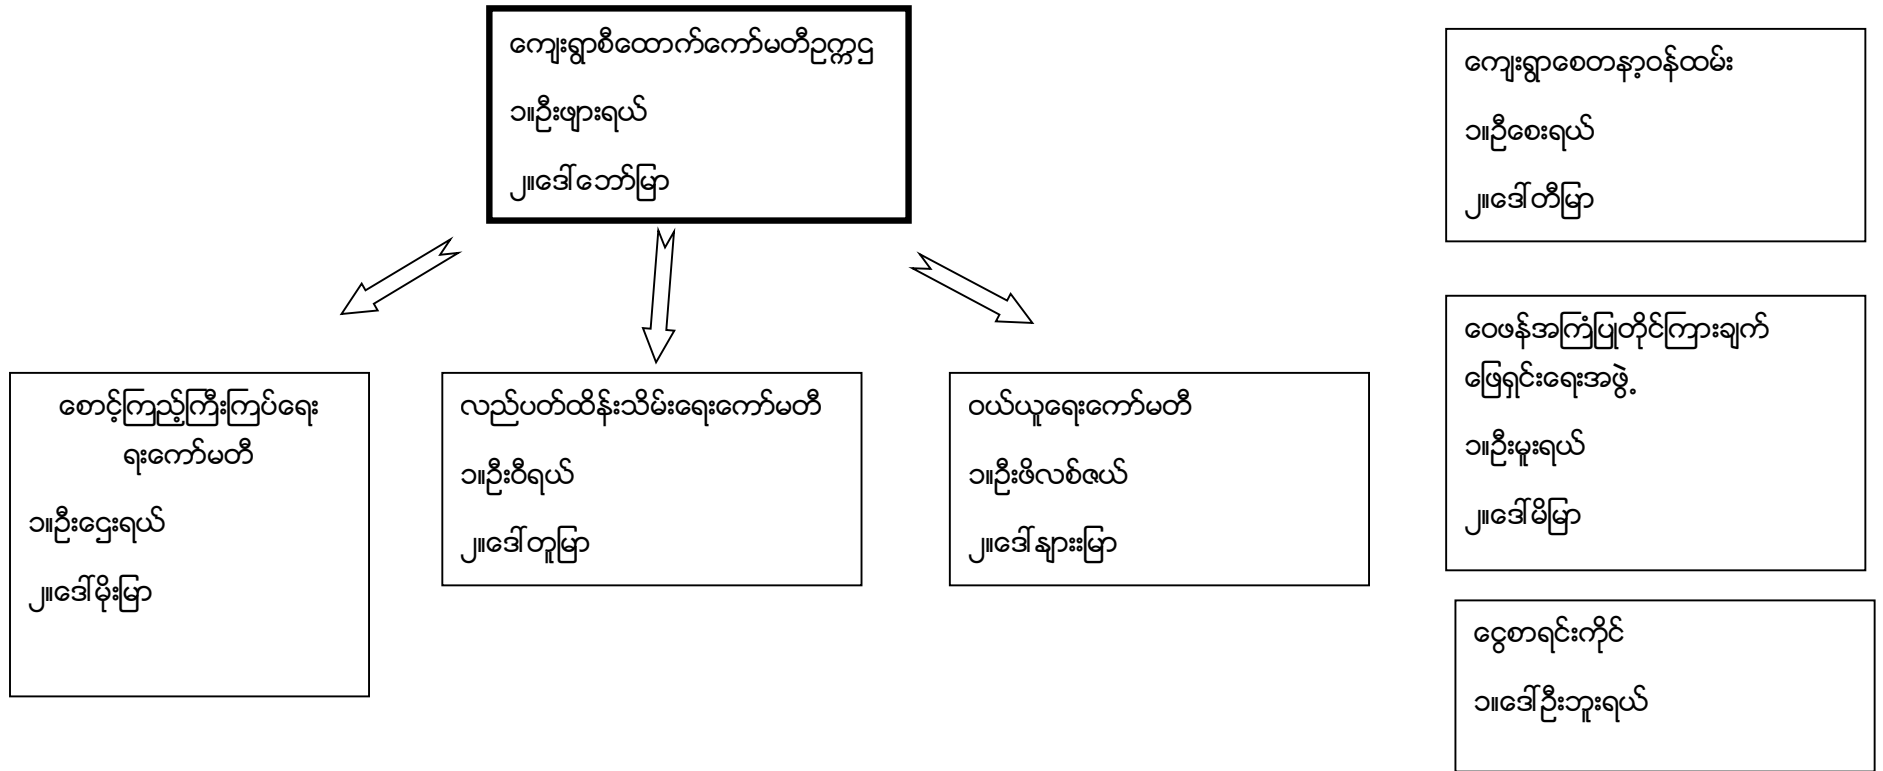 ကျေးရွာစီထောက်ကော်မတီဥက္ကဌ
၁။ဦးဖျားရယ်
၂။ဒေါ်ဘော်မြာ
ကျေးရွာစေတနာ့ဝန်ထမ်း
၁။ဦစေးရယ်
၂။ဒေါ်တီမြာ
ဝေဖန်အကြံပြုတိုင်ကြားချက်
ဖြေရှင်းရေးအဖွဲ့
၁။ဦးမူးရယ်
၂။ဒေါ်မိမြာ
စောင့်ကြည့်ကြီးကြပ်ရေး
ရးကော်မတီ
၁။ဦးဌေးရယ်
၂။ဒေါ်မိုးမြာ
လည်ပတ်ထိန်းသိမ်းရေးကော်မတီ
၁။ဦးဝီရယ်
၂။ဒေါ်တူမြာ
ဝယ်ယူရေးကော်မတီ
၁။ဦးဖိလစ်ဇယ်
၂။ဒေါ်နျားးမြာ
ငွေစာရင်းကိုင်
၁။ဒေါ်ဦးဘူးရယ်